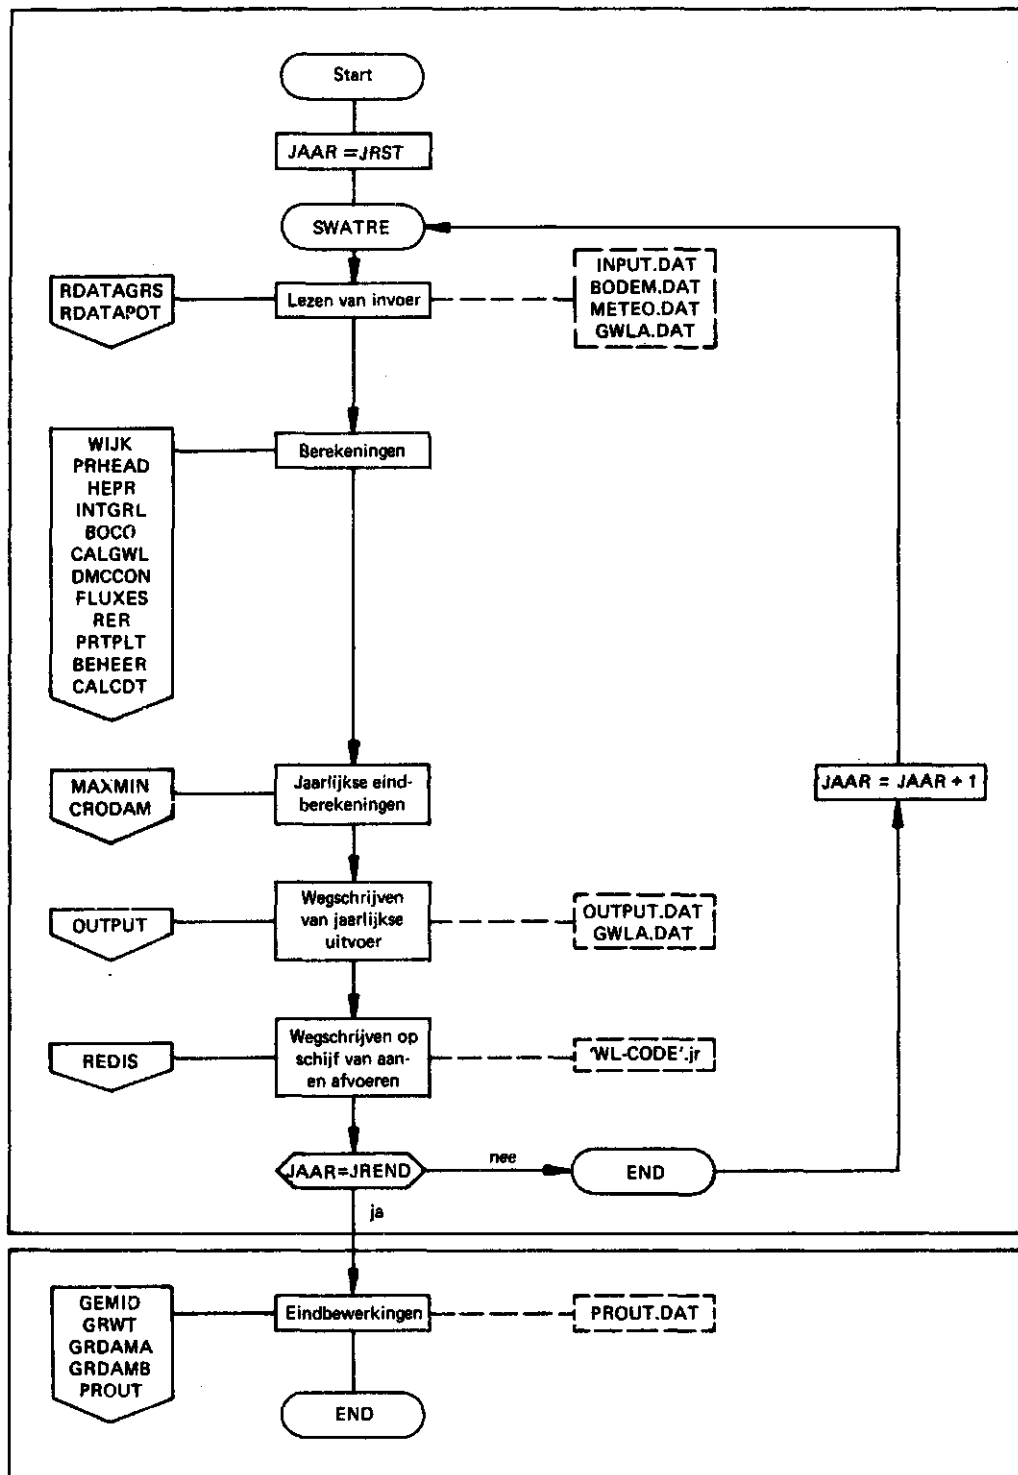 Start
JAAR = JRST
SWATRE
RDATAGRS
RDATAPOT
Lezen van invoer
INPUT.DAT
BODEM.DAT
METEO.DAT
GWLA.DAT
WIJK
PRHEAD
HEPR
INTGRL
BOCO
CALGWL
DMCCON
FLUXES
RER
PRTPLT
BEHEER
CALCDT
Berekeningen
MAXMIN
CRODAM
Jaarlijkse eind-
berekeningen
JAAR = JAAR + 1
OUTPUT
Wegschrijven
van jaarlijkse
uitvoer
OUTPUT.DAT
GWLA.DAT
REDIS
Wegschrijven op
schijf van aan-
en afvoeren
'WL-CODE'.jr
JAAR=JREND
nee
END
ja
GEMID
GRWT
GRDAMA
GRDAMB
PROUT
Eindbewerkingen
PROUT.DAT
END